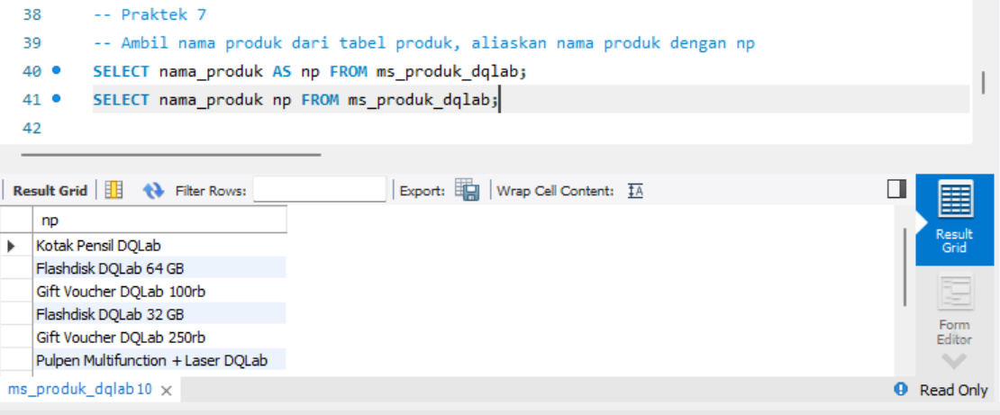 38 -- Praktek 7
39 -- Ambil nama produk dari tabel produk, aliaskan nama produk dengan np
40 SELECT nama_produk AS np FROM ms_produk_dqlab;
41 SELECT nama_produk np FROM ms_produk_dqlab;
42
Result Grid Filter Rows: Export: Wrap Cell Content: IA
np
Kotak Pensil DQLab
Flashdisk DQLab 64 GB
Gift Voucher DQLab 100rb
Flashdisk DQLab 32 GB
Gift Voucher DQLab 250rb
Pulpen Multifunction + Laser DQLab
Result
Grid
Form
Editor
ms_produk_dqlab 10 Read Only